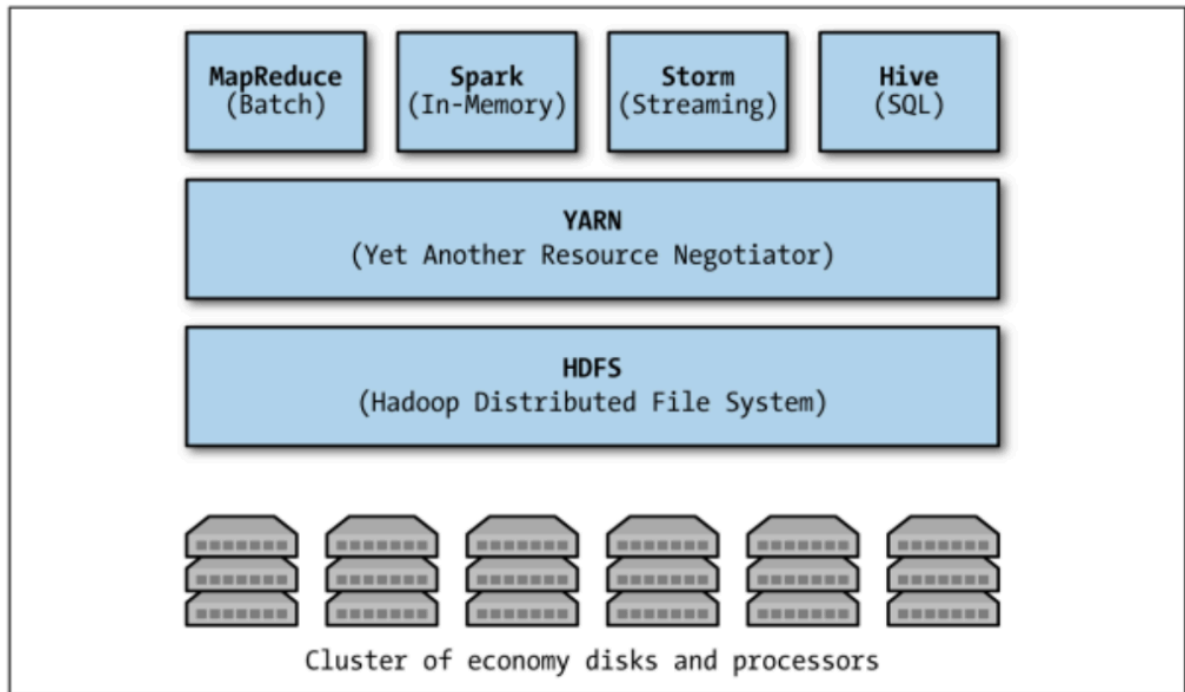 MapReduce
(Batch)
Spark
(In-Memory)
Storm
(Streaming)
Hive
(SQL)
YARN
(Yet Another Resource Negotiator)
HDFS
(Hadoop Distributed File System)
Cluster of economy disks and processors